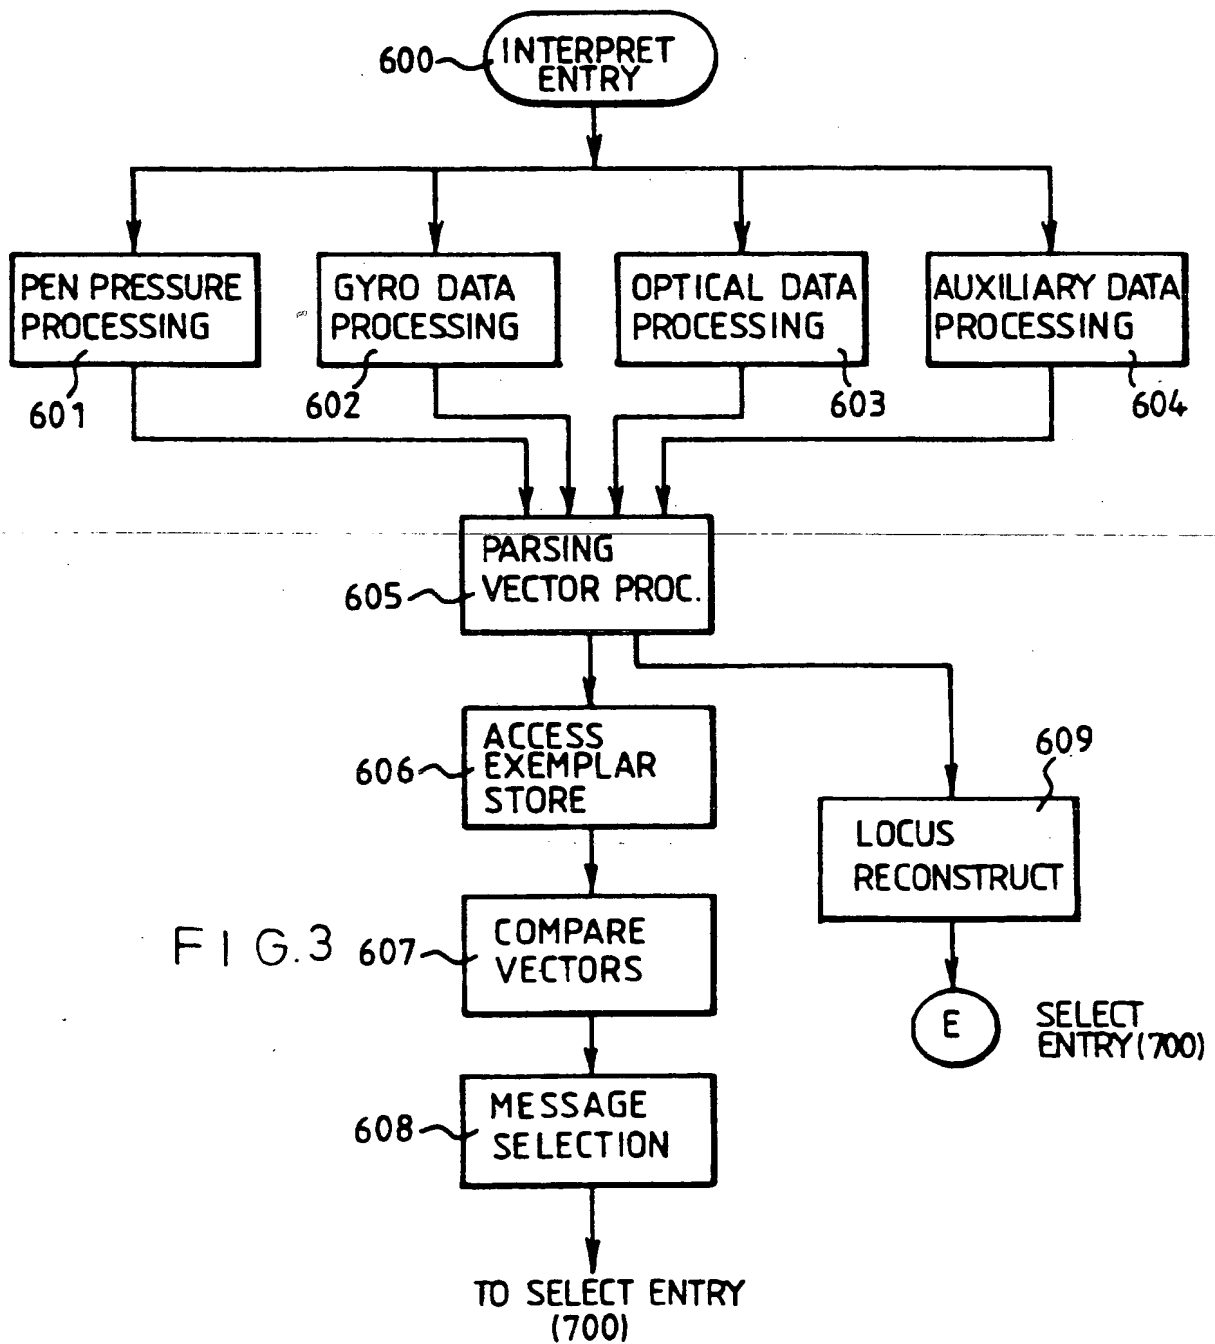 600
INTERPRET
ENTRY
PEN PRESSURE
PROCESSING
601
GYRO DATA
PROCESSING
602
OPTICAL DATA
PROCESSING
603
AUXILIARY DATA
PROCESSING
604
PARSING
VECTOR PROC.
605
ACCESS
EXEMPLAR
STORE
606
609
LOCUS
RECONSTRUCT
FIG.3
607
COMPARE
VECTORS
E
SELECT
ENTRY(700)
608
MESSAGE
SELECTION
TO SELECT ENTRY
(700)